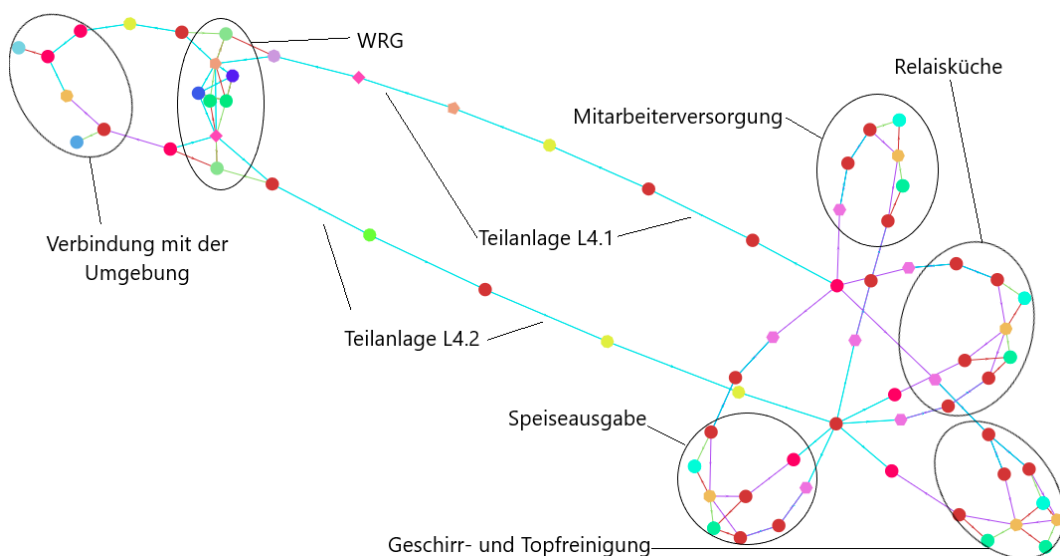 WRG
Relaisküche
Mitarbeiterversorgung
Verbindung mit der
Umgebung
Teilanlage L4.1
Teilanlage L4.2
Speiseausgabe
Geschirr- und Topfreinigung